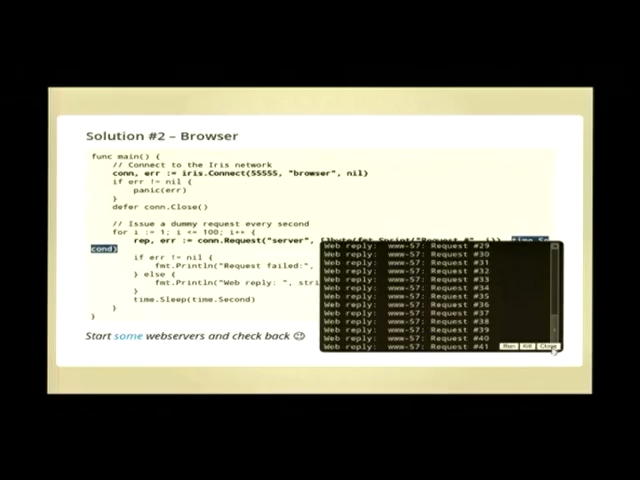 Solution #2 – Browser
func main() {
// Connect to the Iris network
conn, err := iris.Connect(55555, "browser", nil)
if err != nil {
panic(err)
}
defer conn.Close()
// Issue a dummy request every second
for i := 1; i <= 100; i++ {
rep, err := conn.Request("server", []byte(fmt.Sprint("Request #", i)), time.Se
cond)
if err != nil {
fmt.Println("Request failed:",
} else {
fmt.Println("Web reply: ", stri
}
time.Sleep(time.Second)
}
}
Web reply: www-57: Request #29
Web reply: www-57: Request #30
Web reply: www-57: Request #31
Web reply: www-57: Request #32
Web reply: www-57: Request #33
Web reply: www-57: Request #34
Web reply: www-57: Request #35
Web reply: www-57: Request #36
Web reply: www-57: Request #37
Web reply: www-57: Request #38
Web reply: www-57: Request #39
Web reply: www-57: Request #40
Web reply: www-57: Request #41
Run Kill Close
Start some webservers and check back ☺